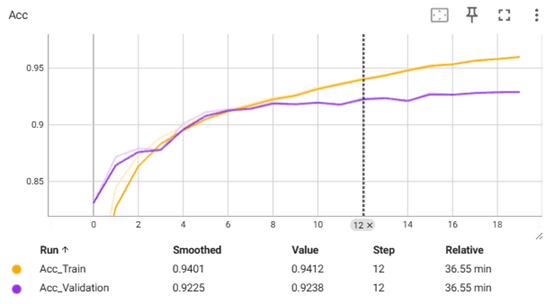 Acc
0.95
0.9
0.85
0 2 4 6 8 10 12 × 14 16 18
Run ↑ Smoothed Value Step Relative
Acc_Train 0.9401 0.9412 12 36.55 min
Acc_Validation 0.9225 0.9238 12 36.55 min